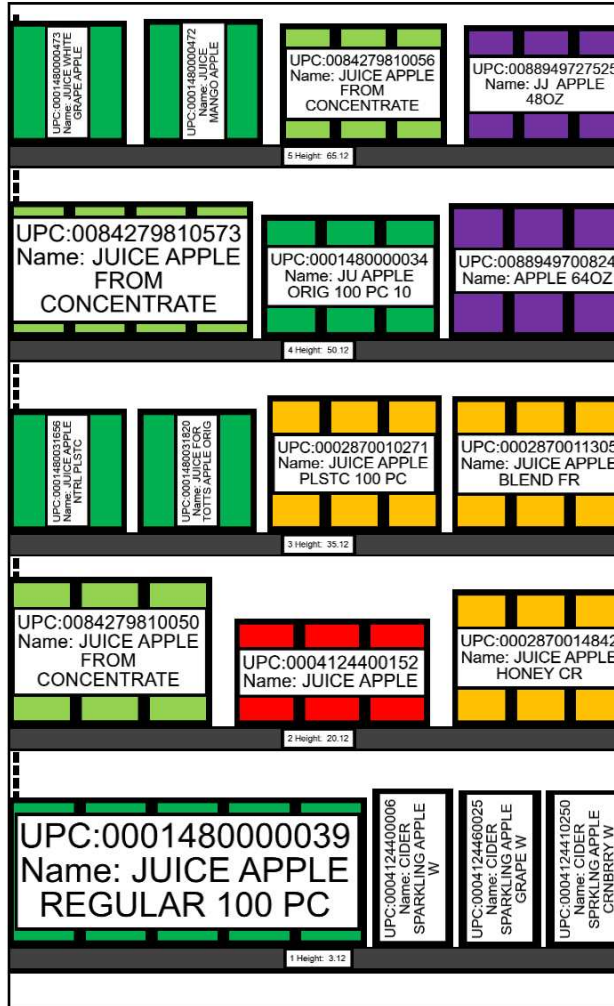 UPC:0001480000473
Name: JUICE WHITE
GRAPE APPLE
UPC:0001480000472
Name: JUICE
MANGO APPLE
UPC:0084279810056
Name: JUICE APPLE
FROM
CONCENTRATE
UPC:0088949727525
Name: JJ APPLE
48OZ
5 Height: 65.12
UPC:0084279810573
Name: JUICE APPLE
FROM
CONCENTRATE
UPC:0001480000034
Name: JU APPLE
ORIG 100 PC 10
UPC:0088949700824
Name: APPLE 64OZ
4 Height: 50.12
UPC:0001480031656
Name: JUICE APPLE
NTRL PLSTC
UPC:0001480031820
Name: JUICE FOR
TOTTS APPLE ORIG
UPC:0002870010271
Name: JUICE APPLE
PLSTC 100 PC
UPC:0002870011305
Name: JUICE APPLE
BLEND FR
3 Height: 35.12
UPC:0084279810050
Name: JUICE APPLE
FROM
CONCENTRATE
UPC:0004124400152
Name: JUICE APPLE
UPC:0002870014842
Name: JUICE APPLE
HONEY CR
2 Height: 20.12
UPC:0001480000039
Name: JUICE APPLE
REGULAR 100 PC
UPC:0004124400006
Name: CIDER
SPARKLING APPLE
W
UPC:0004124460025
Name: CIDER
SPARKLING APPLE
GRAPE W
UPC:0004124410250
Name: CIDER
SPRKLNG APPLE
CRNBRRY W
1 Height: 3.12